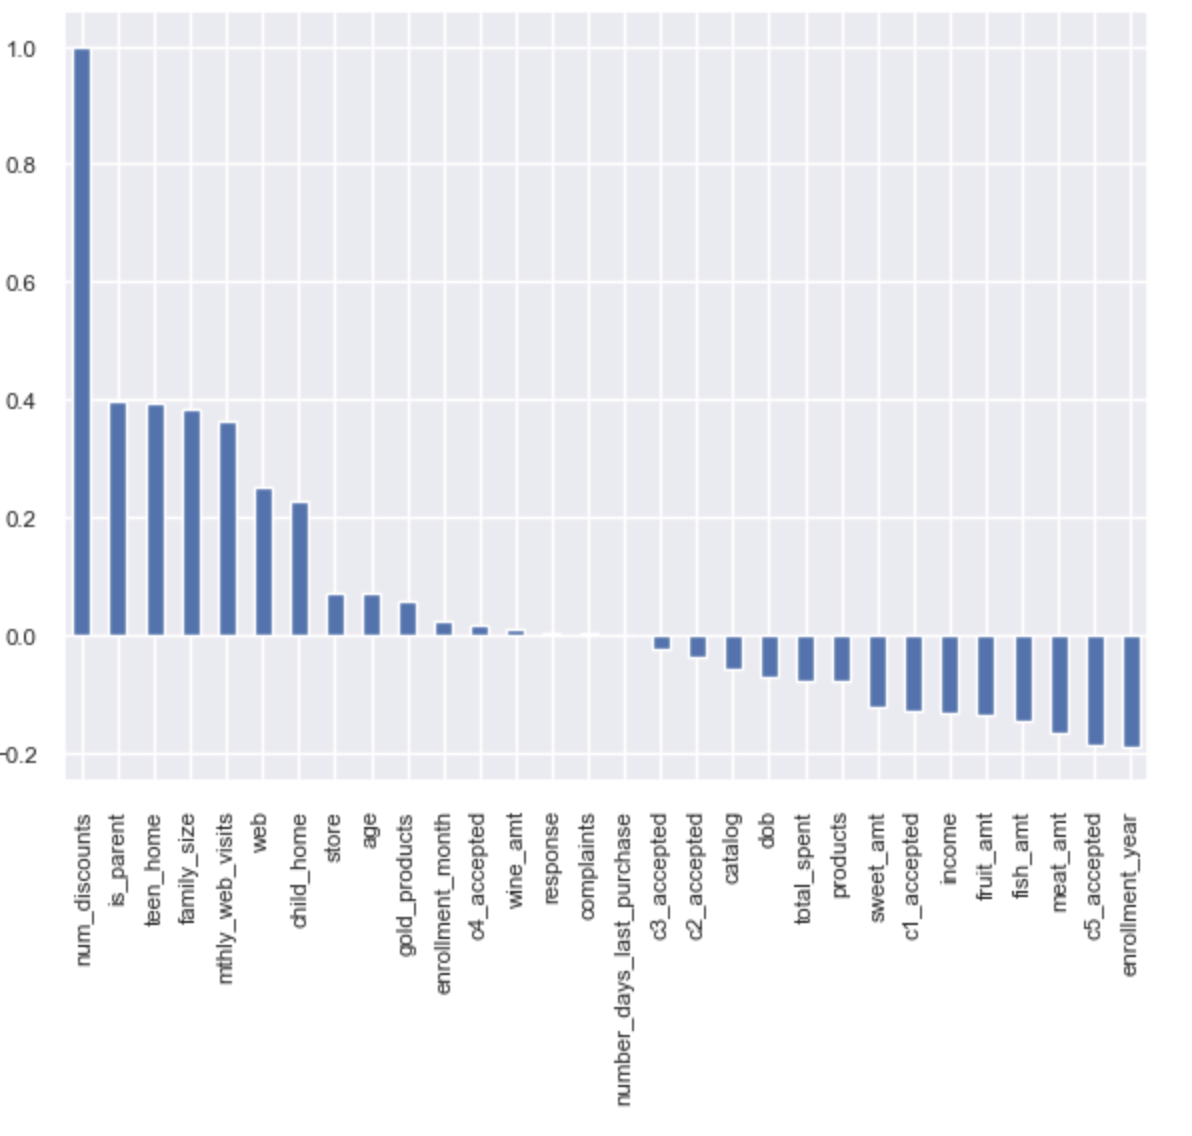 1.0
0.8
0.6
0.4
0.2
0.0
−0.2
num_discounts
is_parent
teen_home
family_size
mthly_web_visits
web
child_home
store
age
gold_products
enrollment_month
c4_accepted
wine_amt
response
complaints
number_days_last_purchase
c3_accepted
c2_accepted
catalog
dob
total_spent
products
sweet_amt
c1_accepted
income
fruit_amt
fish_amt
meat_amt
c5_accepted
enrollment_year